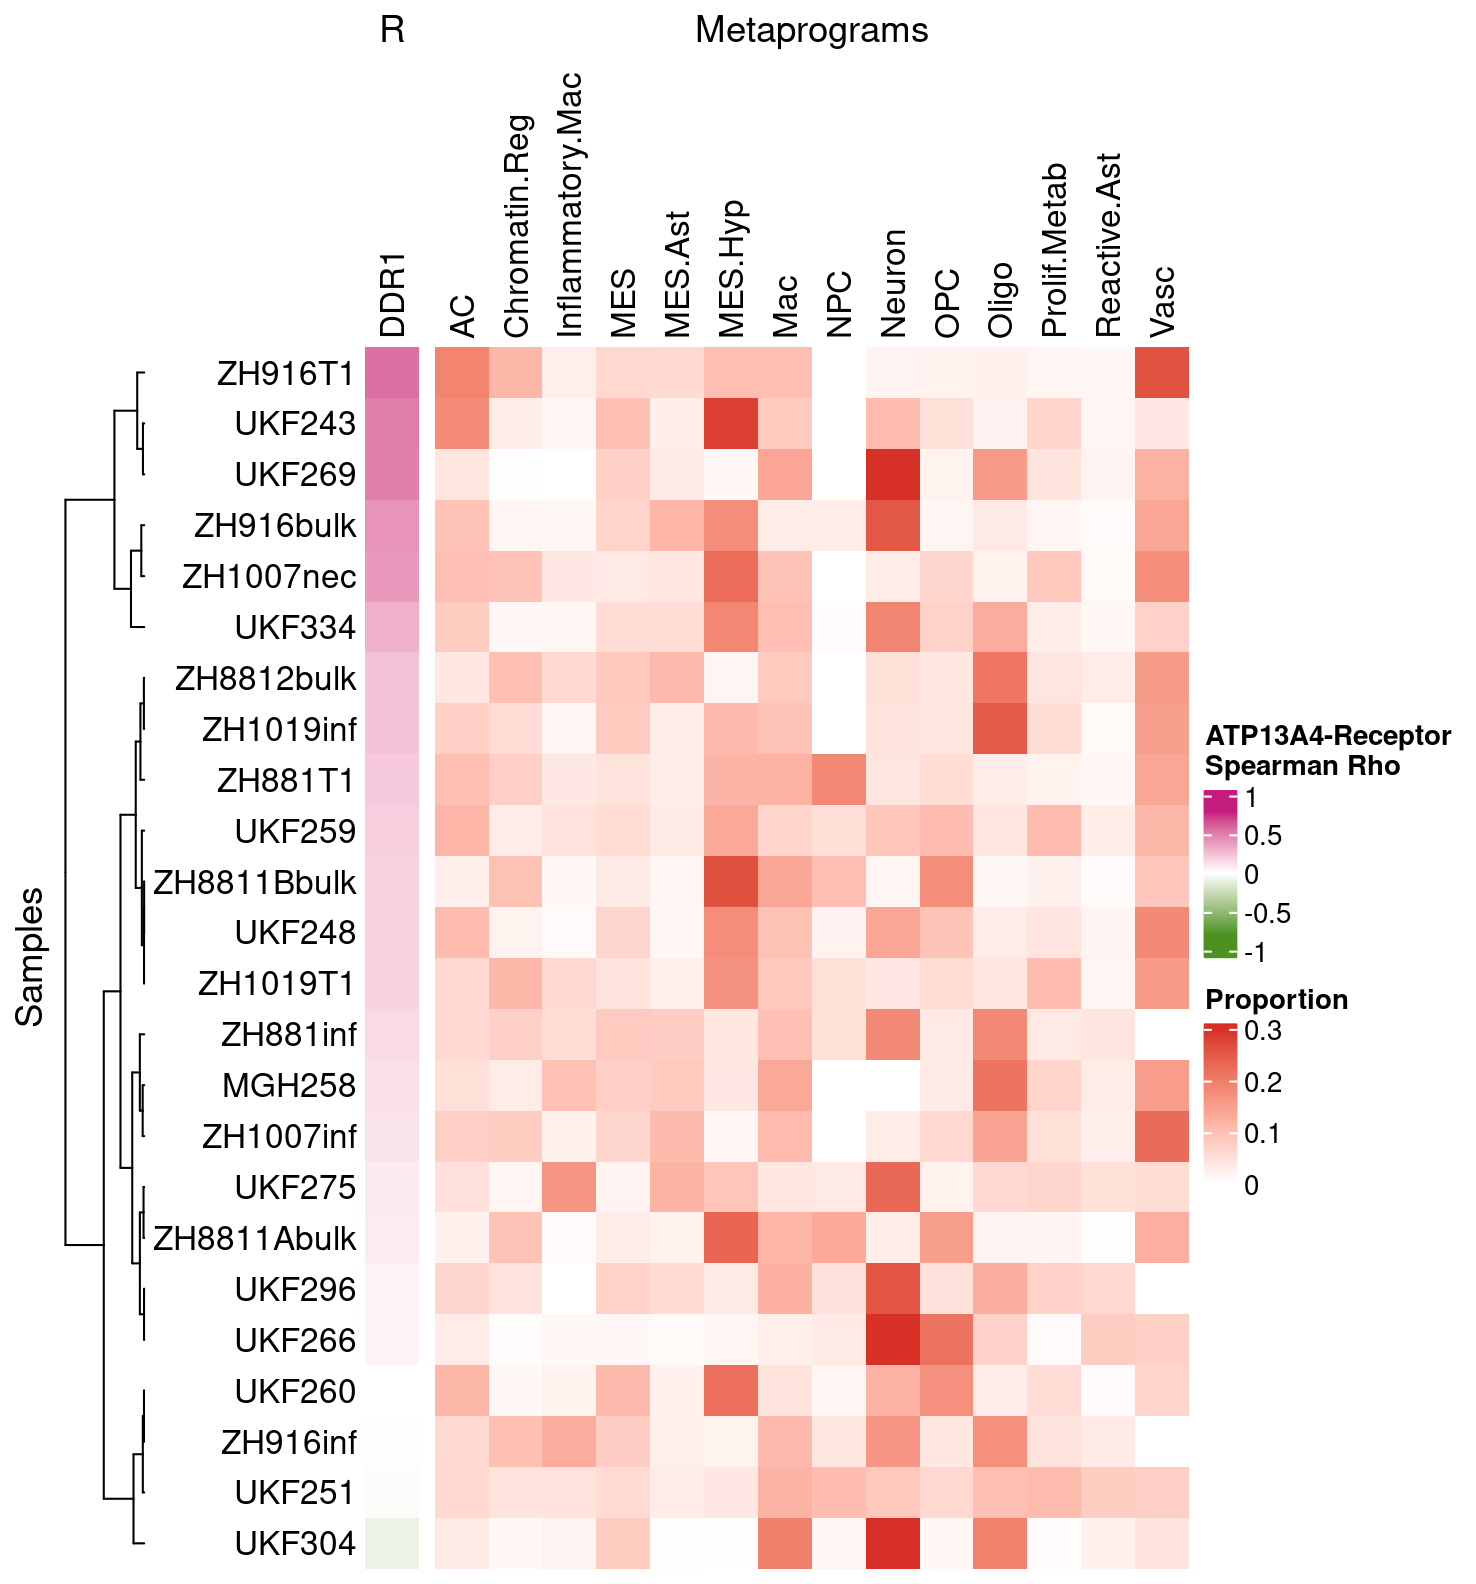 R
Metaprograms
DDR1
AC
Chromatin.Reg
Inflammatory.Mac
MES
MES.Ast
MES.Hyp
Mac
NPC
Neuron
OPC
Oligo
Prolif.Metab
Reactive.Ast
Vasc
Samples
ZH916T1
UKF243
UKF269
ZH916bulk
ZH1007nec
UKF334
ZH8812bulk
ZH1019inf
ZH881T1
UKF259
ZH8811Bbulk
UKF248
ZH1019T1
ZH881inf
MGH258
ZH1007inf
UKF275
ZH8811Abulk
UKF296
UKF266
UKF260
ZH916inf
UKF251
UKF304
ATP13A4-Receptor
Spearman Rho
1
0.5
0
-0.5
-1
Proportion
0.3
0.2
0.1
0